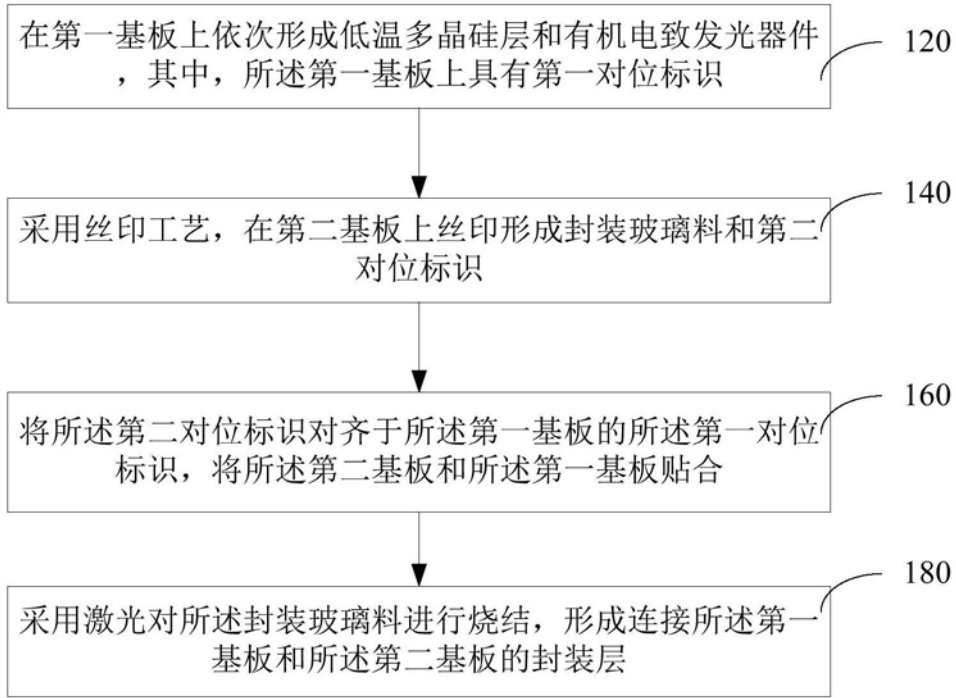 在第一基板上依次形成低温多晶硅层和有机电致发光器件
，其中，所述第一基板上具有第一对位标识
120
采用丝印工艺，在第二基板上丝印形成封装玻璃料和第二
对位标识
140
将所述第二对位标识对齐于所述第一基板的所述第一对位
标识，将所述第二基板和所述第一基板贴合
160
采用激光对所述封装玻璃料进行烧结，形成连接所述第一
基板和所述第二基板的封装层
180